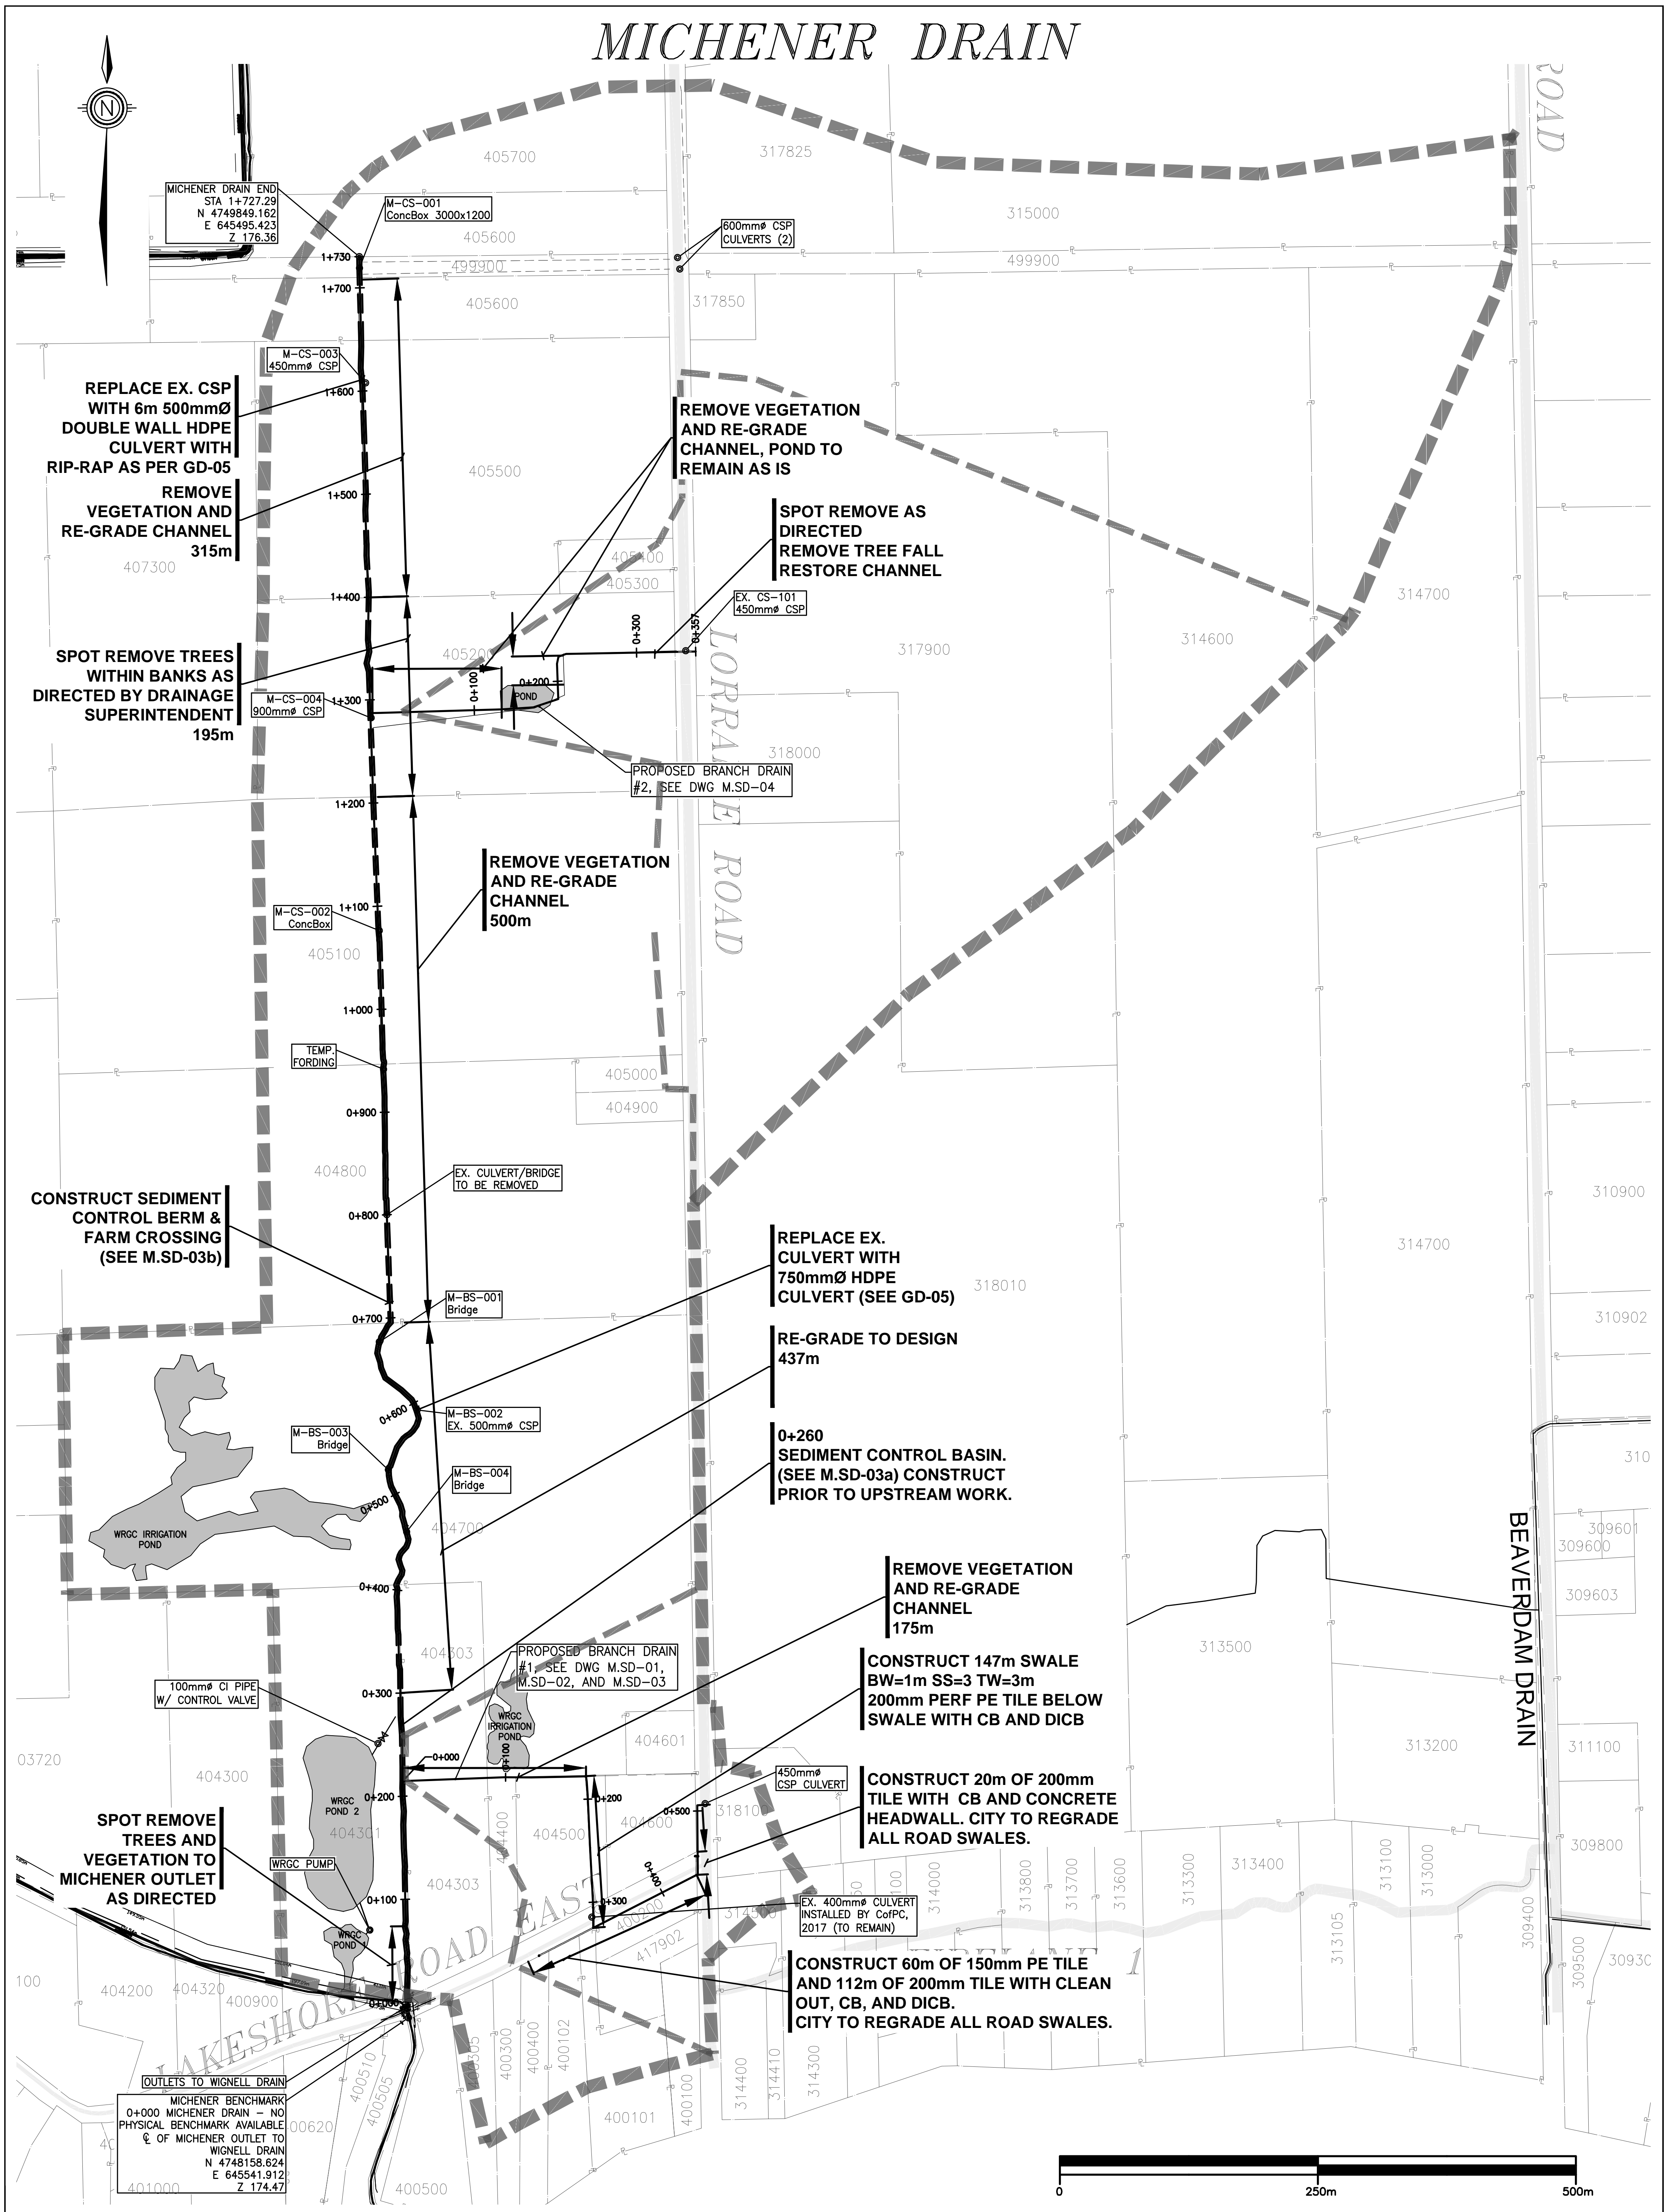 MICHENER DRAIN
N
ROAD
405700
317825
MICHENER DRAIN END
STA 1+727.29
N 4749849.162
E 645495.423
Z 176.36
M-CS-001
ConcBox 3000x1200
315000
405600
600mmø CSP
CULVERTS (2)
1+730
499900
499900
1+700
405600
317850
M-CS-003
450mmø CSP
1+600
REPLACE EX. CSP
WITH 6m 500mmØ
DOUBLE WALL HDPE
CULVERT WITH
RIP-RAP AS PER GD-05
REMOVE VEGETATION
AND RE-GRADE
CHANNEL, POND TO
REMAIN AS IS
405500
REMOVE
VEGETATION AND
RE-GRADE CHANNEL
315m
1+500
SPOT REMOVE AS
DIRECTED
REMOVE TREE FALL
RESTORE CHANNEL
407300
405400
405300
1+400
EX. CS-101
450mmø CSP
314700
0+300
0+357
314600
317900
405200
SPOT REMOVE TREES
WITHIN BANKS AS
DIRECTED BY DRAINAGE
SUPERINTENDENT
195m
0+100
0+200
POND
M-CS-004
900mmø CSP
1+300
LORRAINE ROAD
318000
PROPOSED BRANCH DRAIN
#2, SEE DWG M.SD-04
1+200
REMOVE VEGETATION
AND RE-GRADE
CHANNEL
500m
1+100
M-CS-002
ConcBox
405100
1+000
TEMP.
FORDING
405000
404900
0+900
404800
EX. CULVERT/BRIDGE
TO BE REMOVED
310900
CONSTRUCT SEDIMENT
CONTROL BERM &
FARM CROSSING
(SEE M.SD-03b)
0+800
REPLACE EX.
CULVERT WITH
750mmØ HDPE
CULVERT (SEE GD-05)
314700
318010
M-BS-001
Bridge
0+700
310902
RE-GRADE TO DESIGN
437m
0+600
M-BS-002
EX. 500mmø CSP
M-BS-003
Bridge
0+260
SEDIMENT CONTROL BASIN.
(SEE M.SD-03a) CONSTRUCT
PRIOR TO UPSTREAM WORK.
310
M-BS-004
Bridge
0+500
404700
WRGC IRRIGATION
POND
BEAVERDAM DRAIN
309601
309600
0+400
REMOVE VEGETATION
AND RE-GRADE
CHANNEL
175m
309603
404303
PROPOSED BRANCH DRAIN
#1, SEE DWG M.SD-01,
M.SD-02, AND M.SD-03
313500
100mmø CI PIPE
W/ CONTROL VALVE
0+300
CONSTRUCT 147m SWALE
BW=1m SS=3 TW=3m
200mm PERF PE TILE BELOW
SWALE WITH CB AND DICB
WRGC
IRRIGATION
POND
404601
313200
311100
03720
404300
0+000
0+100
450mmø
CSP CULVERT
CONSTRUCT 20m OF 200mm
TILE WITH CB AND CONCRETE
HEADWALL. CITY TO REGRADE
ALL ROAD SWALES.
WRGC
POND 2
0+200
0+200
0+500
318100
404301
404400
404500
404600
SPOT REMOVE
TREES AND
VEGETATION TO
MICHENER OUTLET
AS DIRECTED
309800
WRGC PUMP
313400
313300
313100
313000
404303
0+400
50
100
314000
313800
313700
313600
0+100
0+300
400200
314500
EX. 400mmø CULVERT
INSTALLED BY CofPC,
2017 (TO REMAIN)
309400
WRGC
POND 1
417902
CONSTRUCT 60m OF 150mm PE TILE
AND 112m OF 200mm TILE WITH CLEAN
OUT, CB, AND DICB.
CITY TO REGRADE ALL ROAD SWALES.
1
313105
309500
30930
100
404200
404320
400900
0+000
LAKESHORE ROAD EAST
400305
400300
400400
400102
400100
314400
314410
314300
OUTLETS TO WIGNELL DRAIN
400510
400505
MICHENER BENCHMARK
0+000 MICHENER DRAIN – NO
PHYSICAL BENCHMARK AVAILABLE
℄ OF MICHENER OUTLET TO
WIGNELL DRAIN
N 4748158.624
E 645541.912
Z 174.47
00620
400101
401000
400500
0
250m
500m